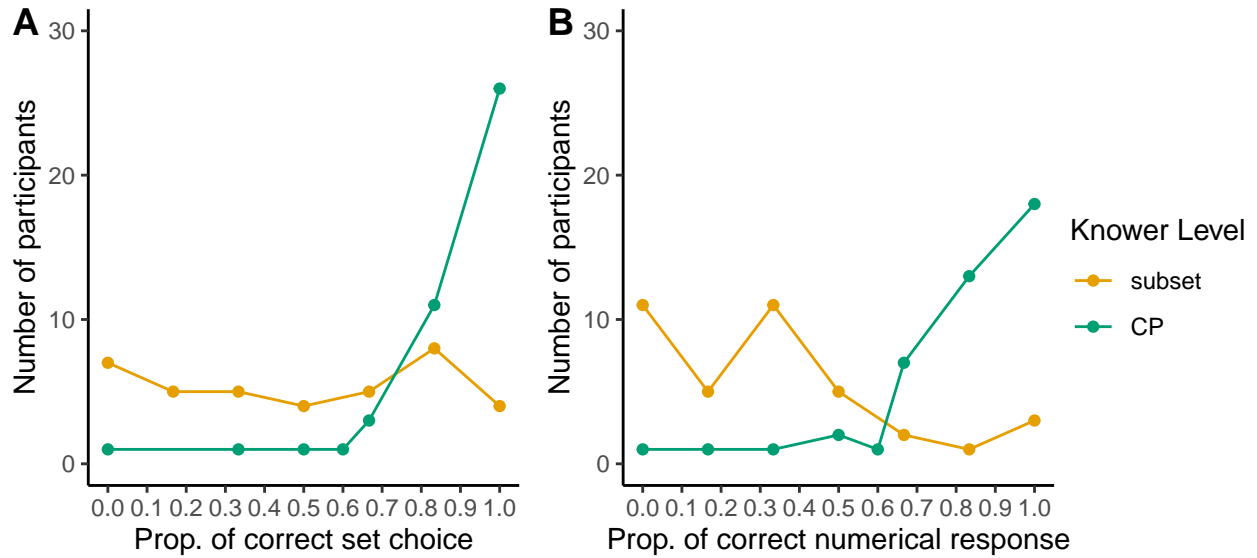 A
30
20
10
0
Number of participants
0.0 0.1 0.2 0.3 0.4 0.5 0.6 0.7 0.8 0.9 1.0
Prop. of correct set choice
B
30
20
10
0
Number of participants
0.0 0.1 0.2 0.3 0.4 0.5 0.6 0.7 0.8 0.9 1.0
Prop. of correct numerical response
Knower Level
subset
CP